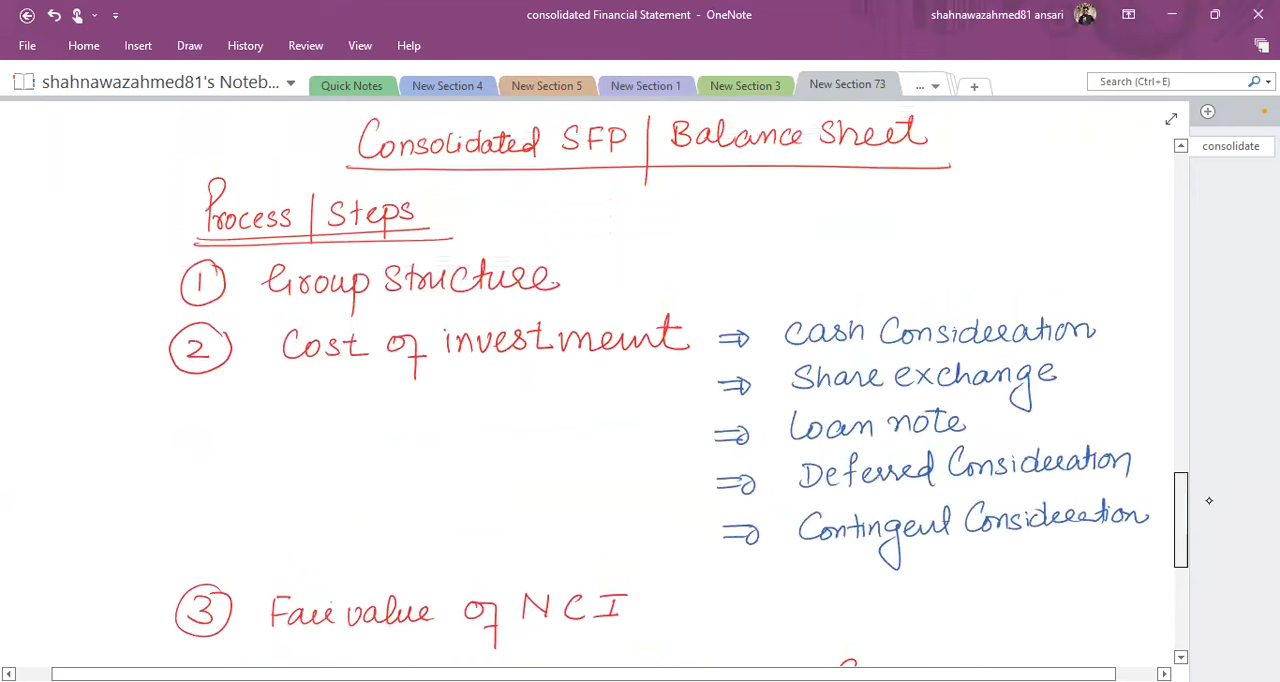 consolidated Financial Statement - OneNote
shahnawazahmed81 ansari
File Home Insert Draw History Review View Help
shahnawazahmed81's Noteb... Quick Notes New Section 4 New Section 5 New Section 1 New Section 3 New Section 73 ... + Search (Ctrl+E)
consolidate
Consolidated SFP | Balance Sheet
Process | Steps
1 Group Structure
2 Cost of investment ⇒ Cash Consideration
⇒ Share exchange
⇒ Loan note
⇒ Deferred Consideration
⇒ Contingent Consideration
3 Fair value of NCI